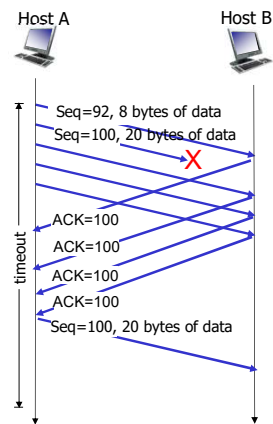 Host A
Host B
Seq=92, 8 bytes of data
Seq=100, 20 bytes of data
X
ACK=100
ACK=100
ACK=100
ACK=100
timeout
Seq=100, 20 bytes of data